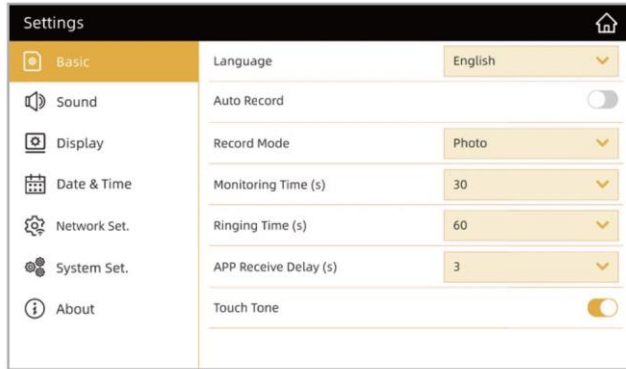 Settings
Basic
Language
English
Sound
Auto Record
Display
Record Mode
Photo
Date & Time
Monitoring Time (s)
30
Network Set.
Ringing Time (s)
60
System Set.
APP Receive Delay (s)
3
About
Touch Tone